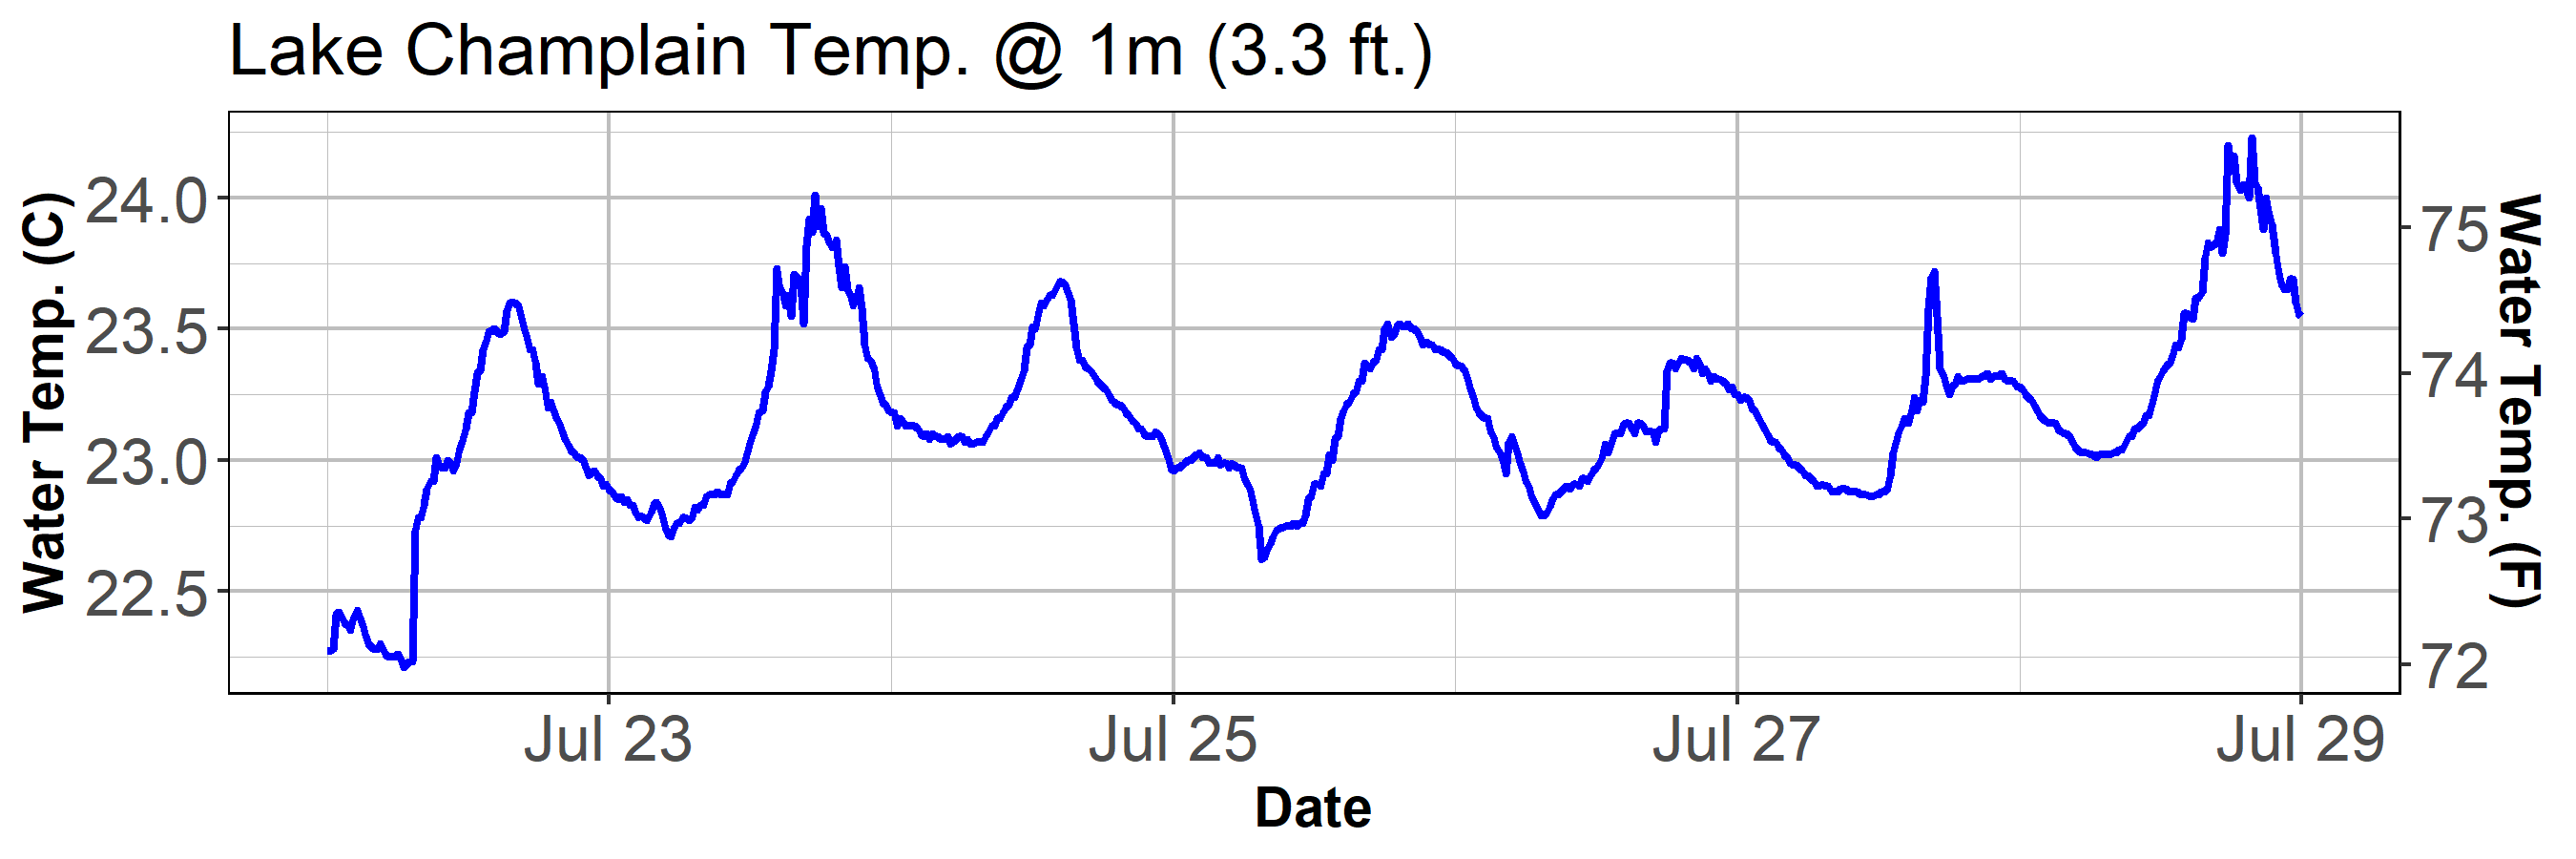 Lake Champlain Temp. @ 1m (3.3 ft.)
Water Temp. (C)
24.0
23.5
23.0
22.5
75
74
73
72
Water Temp. (F)
Jul 23 Jul 25 Jul 27 Jul 29
Date